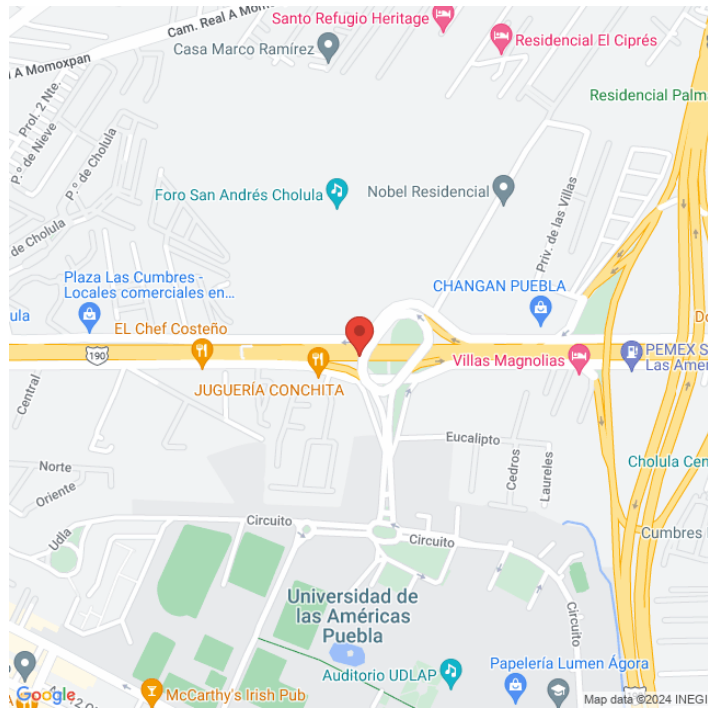 Cam. Real A Mo
l A Momoxpan
Santo Refugio Heritage
Casa Marco Ramírez
Residencial El Ciprés
Residencial Palma
Prol. 2 Nte.
P.º de Nieve
P.º de Cholula
de Cholula
Foro San Andrés Cholula
Nobel Residencial
Priv. de las Villas
Plaza Las Cumbres -
Locales comerciales en...
ula
CHANGAN PUEBLA
EL Chef Costeño
190
JUGUERÍA CONCHITA
Villas Magnolias
Do
PEMEX S
Las Amer
Central
Norte
Oriente
Udla
Eucalipto
Cedros
Laureles
Cholula Cen
Circuito
Circuito
Cumbres
Circuito
Universidad de
las Américas
Puebla
Auditorio UDLAP
Papelería Lumen Ágora
McCarthy's Irish Pub
Google
Map data ©2024 INEGI